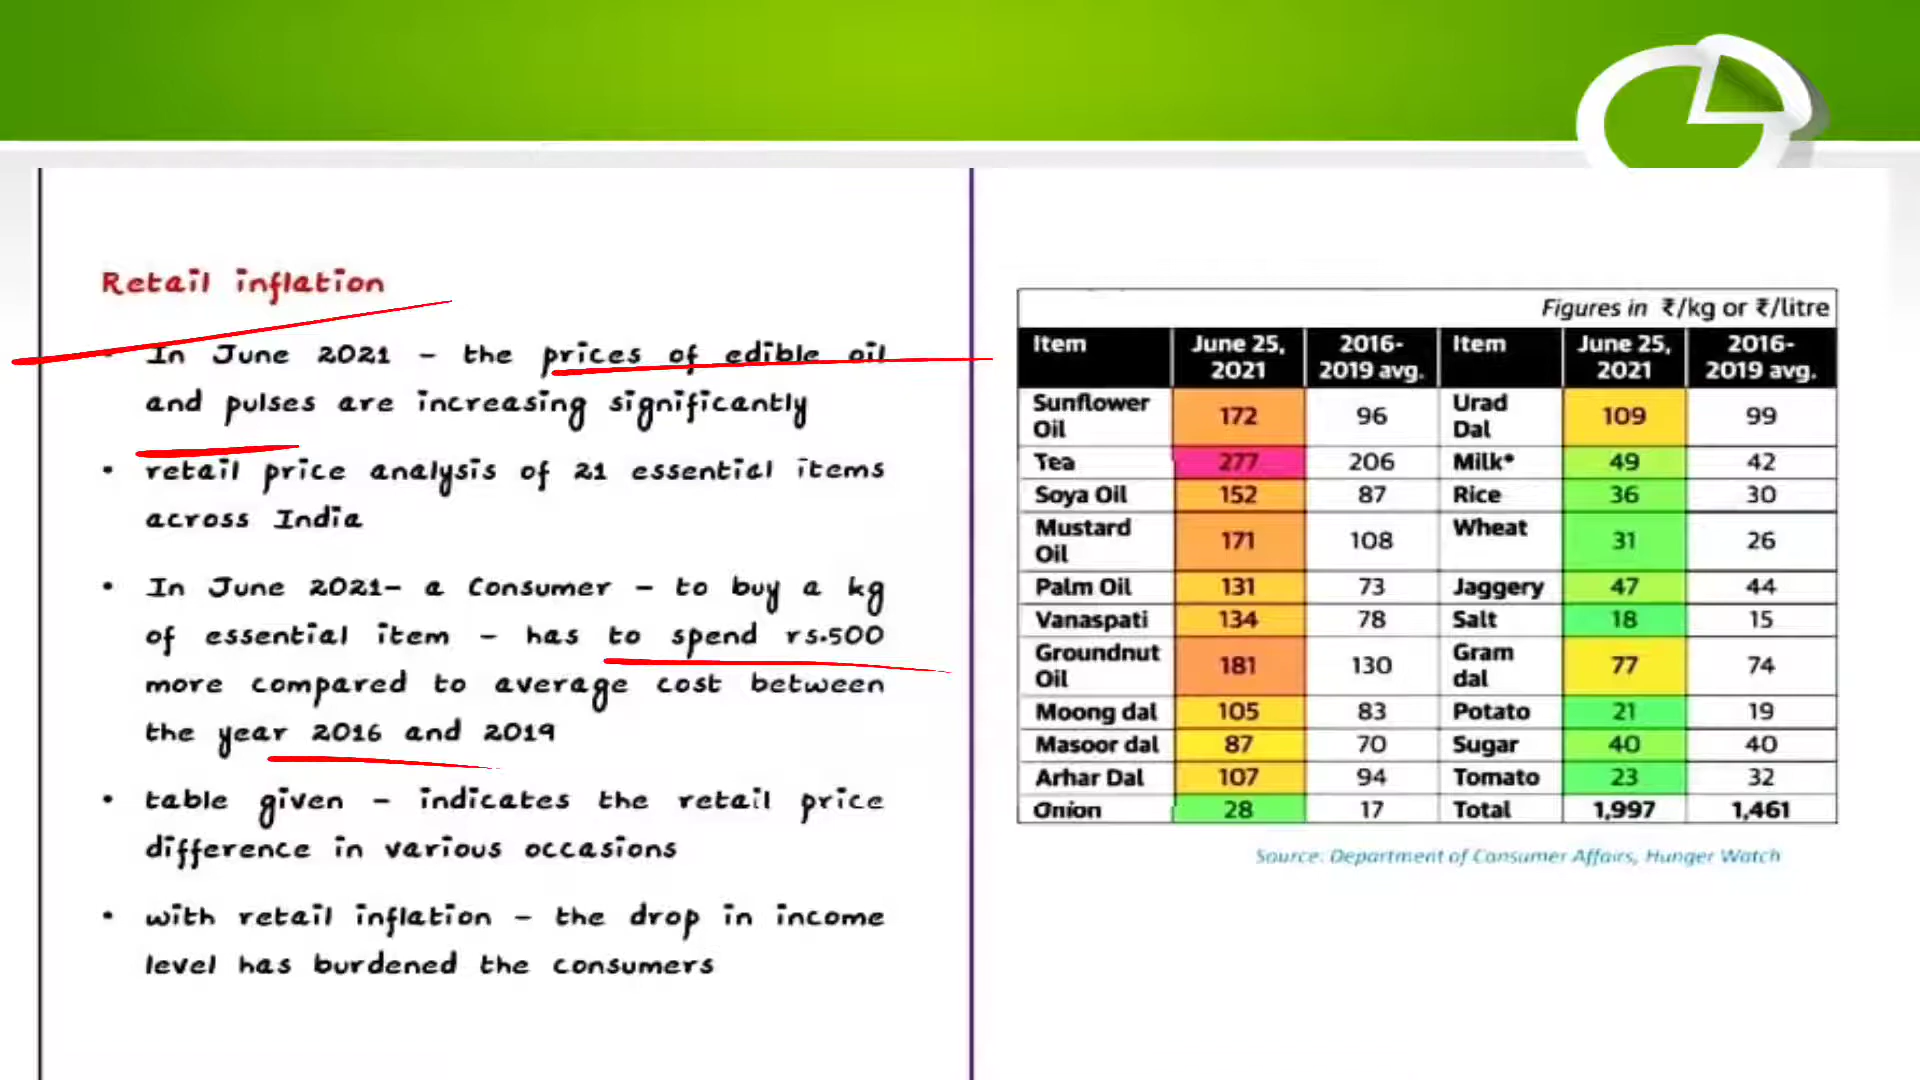 Retail inflation
• In June 2021 - the prices of edible oil
and pulses are increasing significantly
• retail price analysis of 21 essential items
across India
• In June 2021- a Consumer - to buy a kg
of essential item - has to spend rs.500
more compared to average cost between
the year 2016 and 2019
• table given - indicates the retail price
difference in various occasions
• with retail inflation - the drop in income
level has burdened the consumers
Figures in ₹/kg or ₹/litre
Item June 25, 2021 2016-2019 avg. Item June 25, 2021 2016-2019 avg.
Sunflower Oil 172 96 Urad Dal 109 99
Tea 277 206 Milk* 49 42
Soya Oil 152 87 Rice 36 30
Mustard Oil 171 108 Wheat 31 26
Palm Oil 131 73 Jaggery 47 44
Vanaspati 134 78 Salt 18 15
Groundnut Oil 181 130 Gram dal 77 74
Moong dal 105 83 Potato 21 19
Masoor dal 87 70 Sugar 40 40
Arhar Dal 107 94 Tomato 23 32
Onion 28 17 Total 1,997 1,461
Source: Department of Consumer Affairs, Hunger Watch